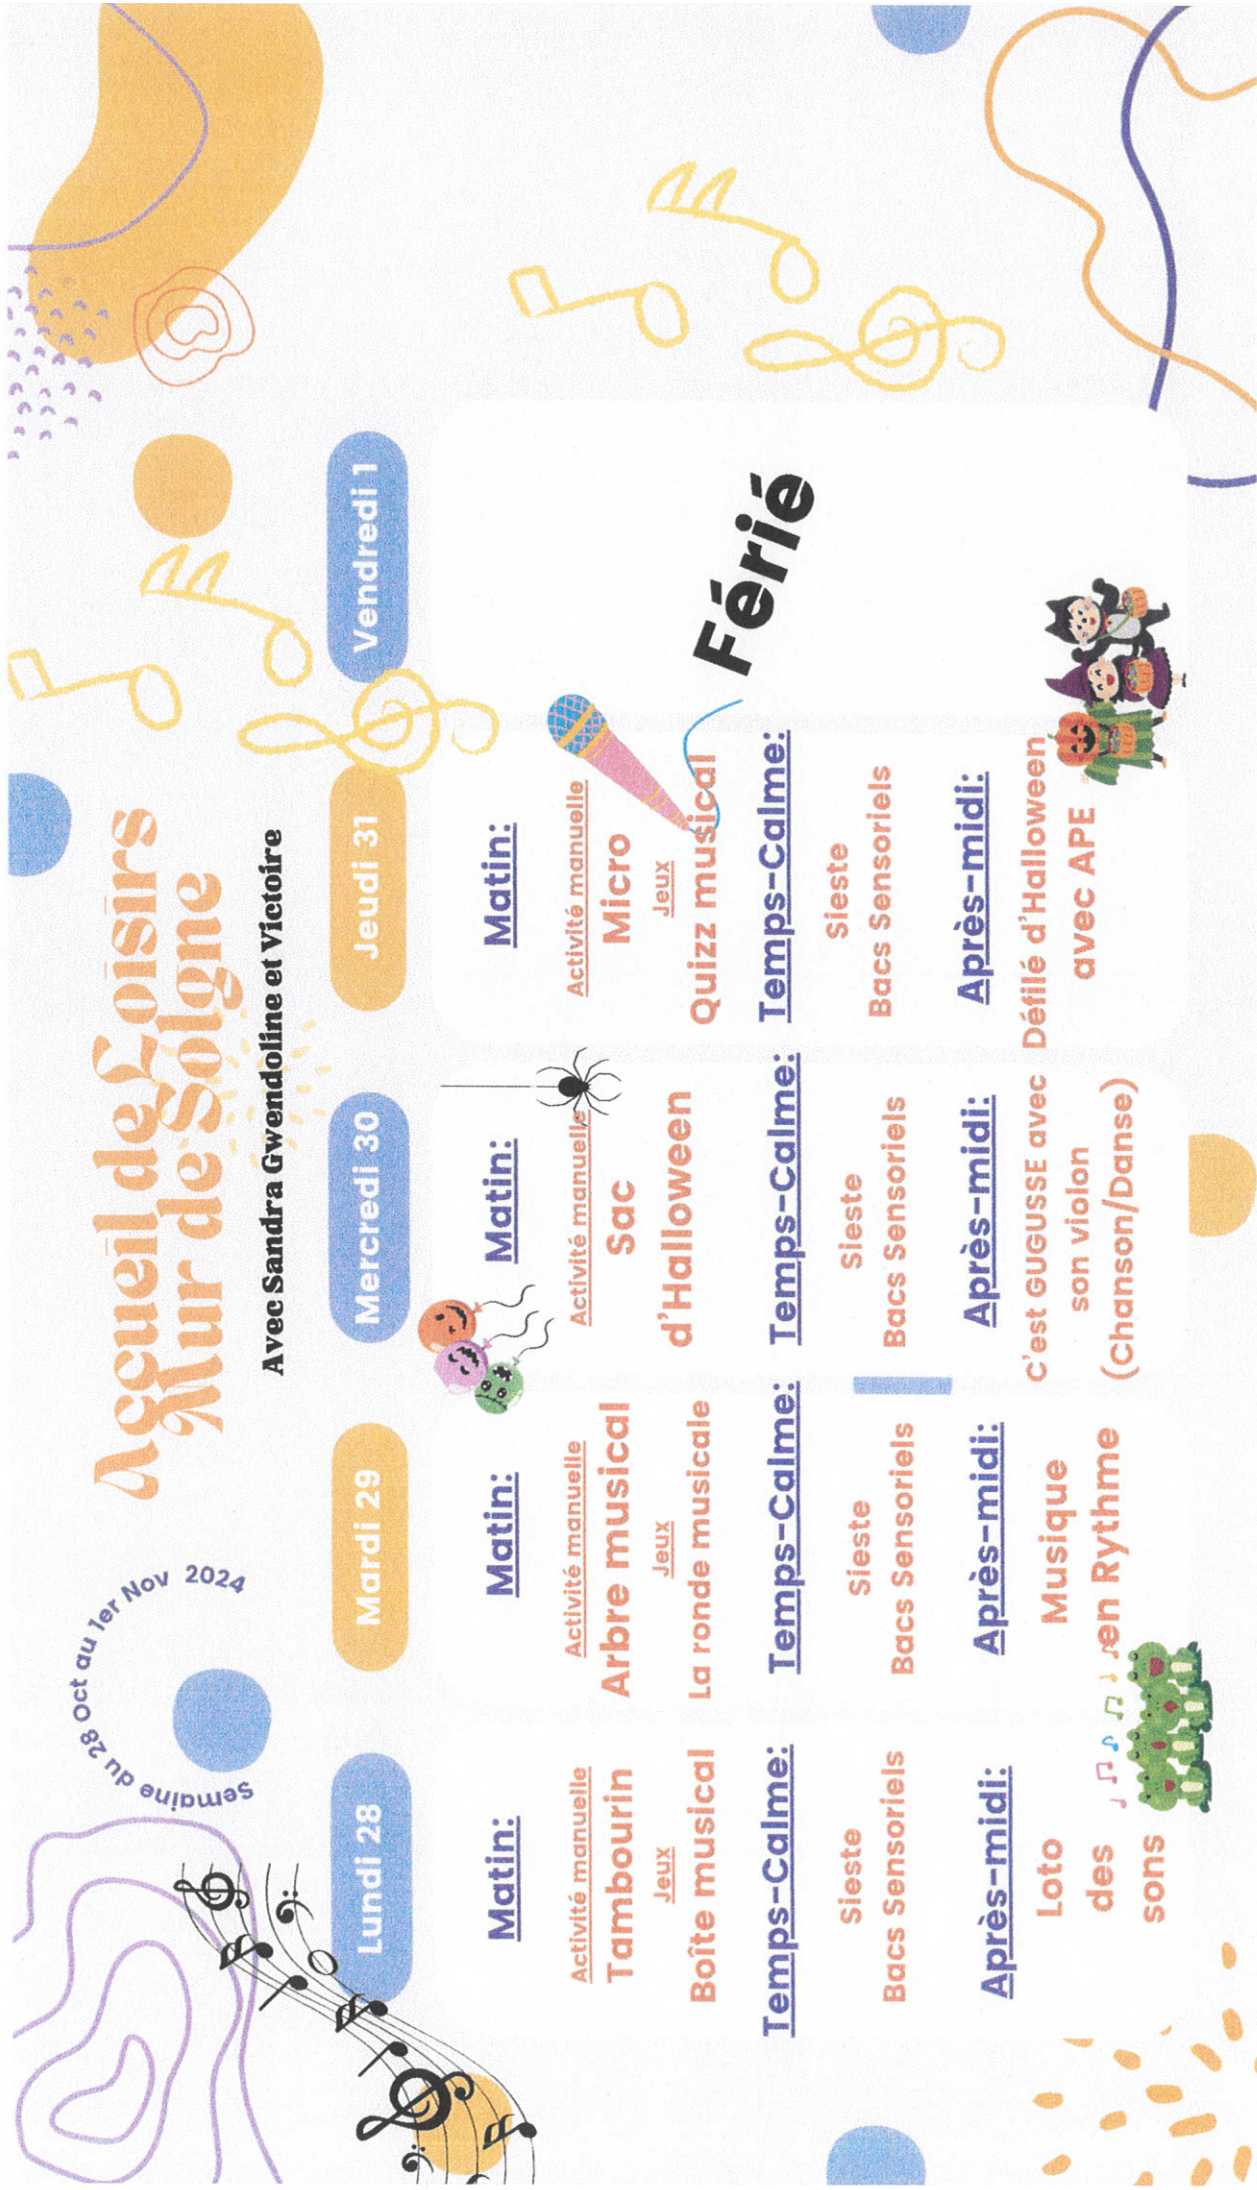 Semaine du 28 Oct au 1er Nov 2024
Accueil de Loisirs
Mur de Sologne
Avec Sandra Gwendoline et Victoire
Lundi 28
Matin:
Activité manuelle
Tambourin
Jeux
Boîte musical
Temps-Calme:
Sieste
Bacs Sensoriels
Après-midi:
Loto
des
sons
Mardi 29
Matin:
Activité manuelle
Arbre musical
Jeux
La ronde musicale
Temps-Calme:
Sieste
Bacs Sensoriels
Après-midi:
Musique
en Rythme
Mercredi 30
Matin:
Activité manuelle
Sac
d'Halloween
Temps-Calme:
Sieste
Bacs Sensoriels
Après-midi:
C'est GUGUSSE avec
son violon
(Chanson/Danse)
Jeudi 31
Matin:
Activité manuelle
Micro
Jeux
Quizz musical
Temps-Calme:
Sieste
Bacs Sensoriels
Après-midi:
Défilé d'Halloween
avec APE
Vendredi 1
Férié